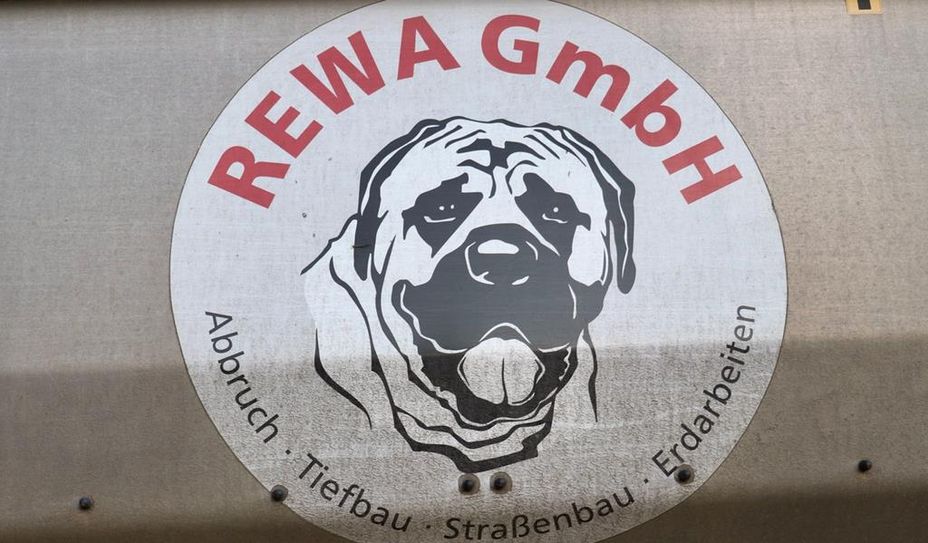 REWA GmbH
Abbruch · Tiefbau · Straßenbau · Erdarbeiten